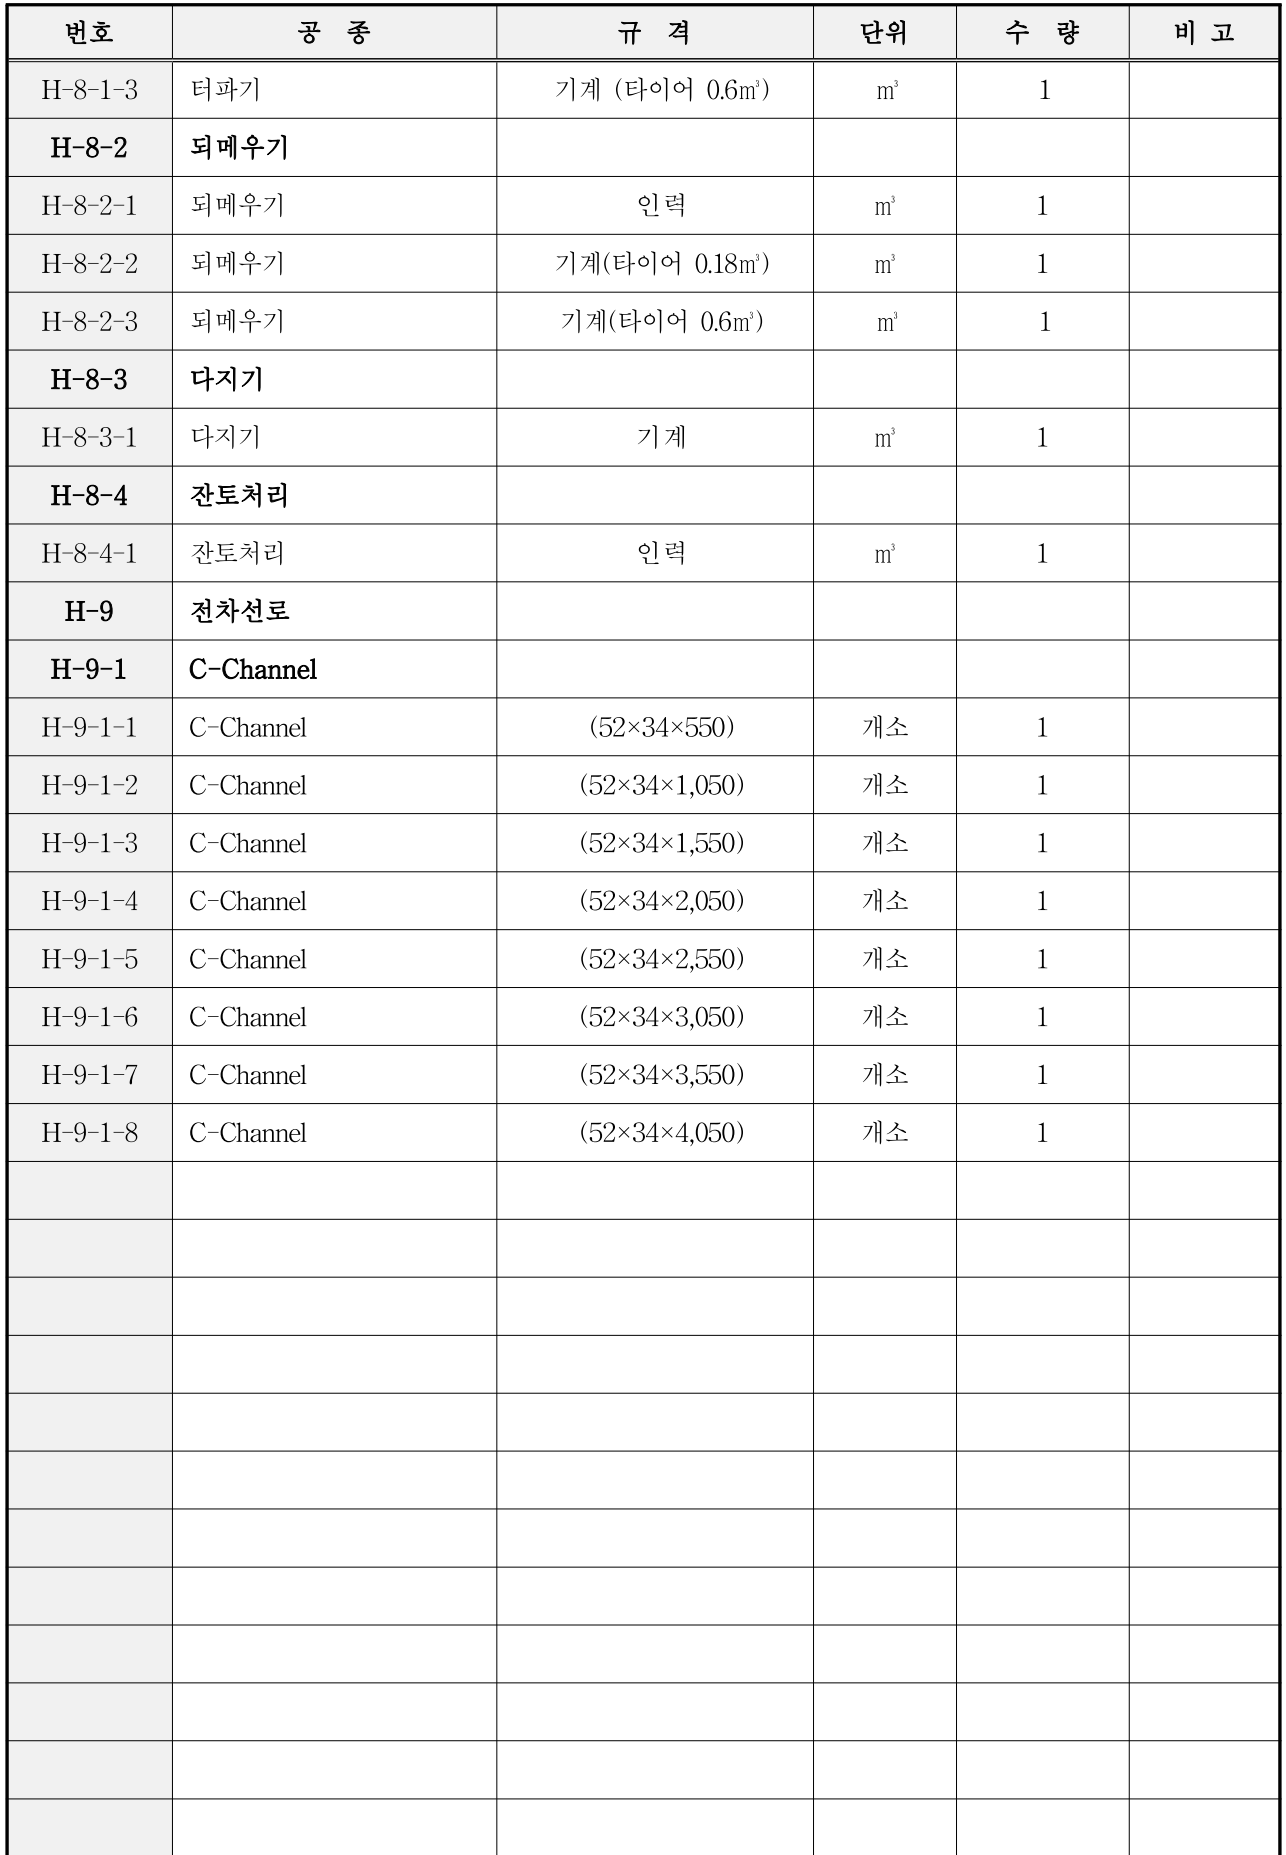 번호 공 종 규 격 단위 수 량 비 고
H-8-1-3 터파기 기계 (타이어 0.6㎥) ㎥ 1
H-8-2 되메우기
H-8-2-1 되메우기 인력 ㎥ 1
H-8-2-2 되메우기 기계(타이어 0.18㎥) ㎥ 1
H-8-2-3 되메우기 기계(타이어 0.6㎥) ㎥ 1
H-8-3 다지기
H-8-3-1 다지기 기계 ㎥ 1
H-8-4 잔토처리
H-8-4-1 잔토처리 인력 ㎥ 1
H-9 전차선로
H-9-1 C-Channel
H-9-1-1 C-Channel (52×34×550) 개소 1
H-9-1-2 C-Channel (52×34×1,050) 개소 1
H-9-1-3 C-Channel (52×34×1,550) 개소 1
H-9-1-4 C-Channel (52×34×2,050) 개소 1
H-9-1-5 C-Channel (52×34×2,550) 개소 1
H-9-1-6 C-Channel (52×34×3,050) 개소 1
H-9-1-7 C-Channel (52×34×3,550) 개소 1
H-9-1-8 C-Channel (52×34×4,050) 개소 1